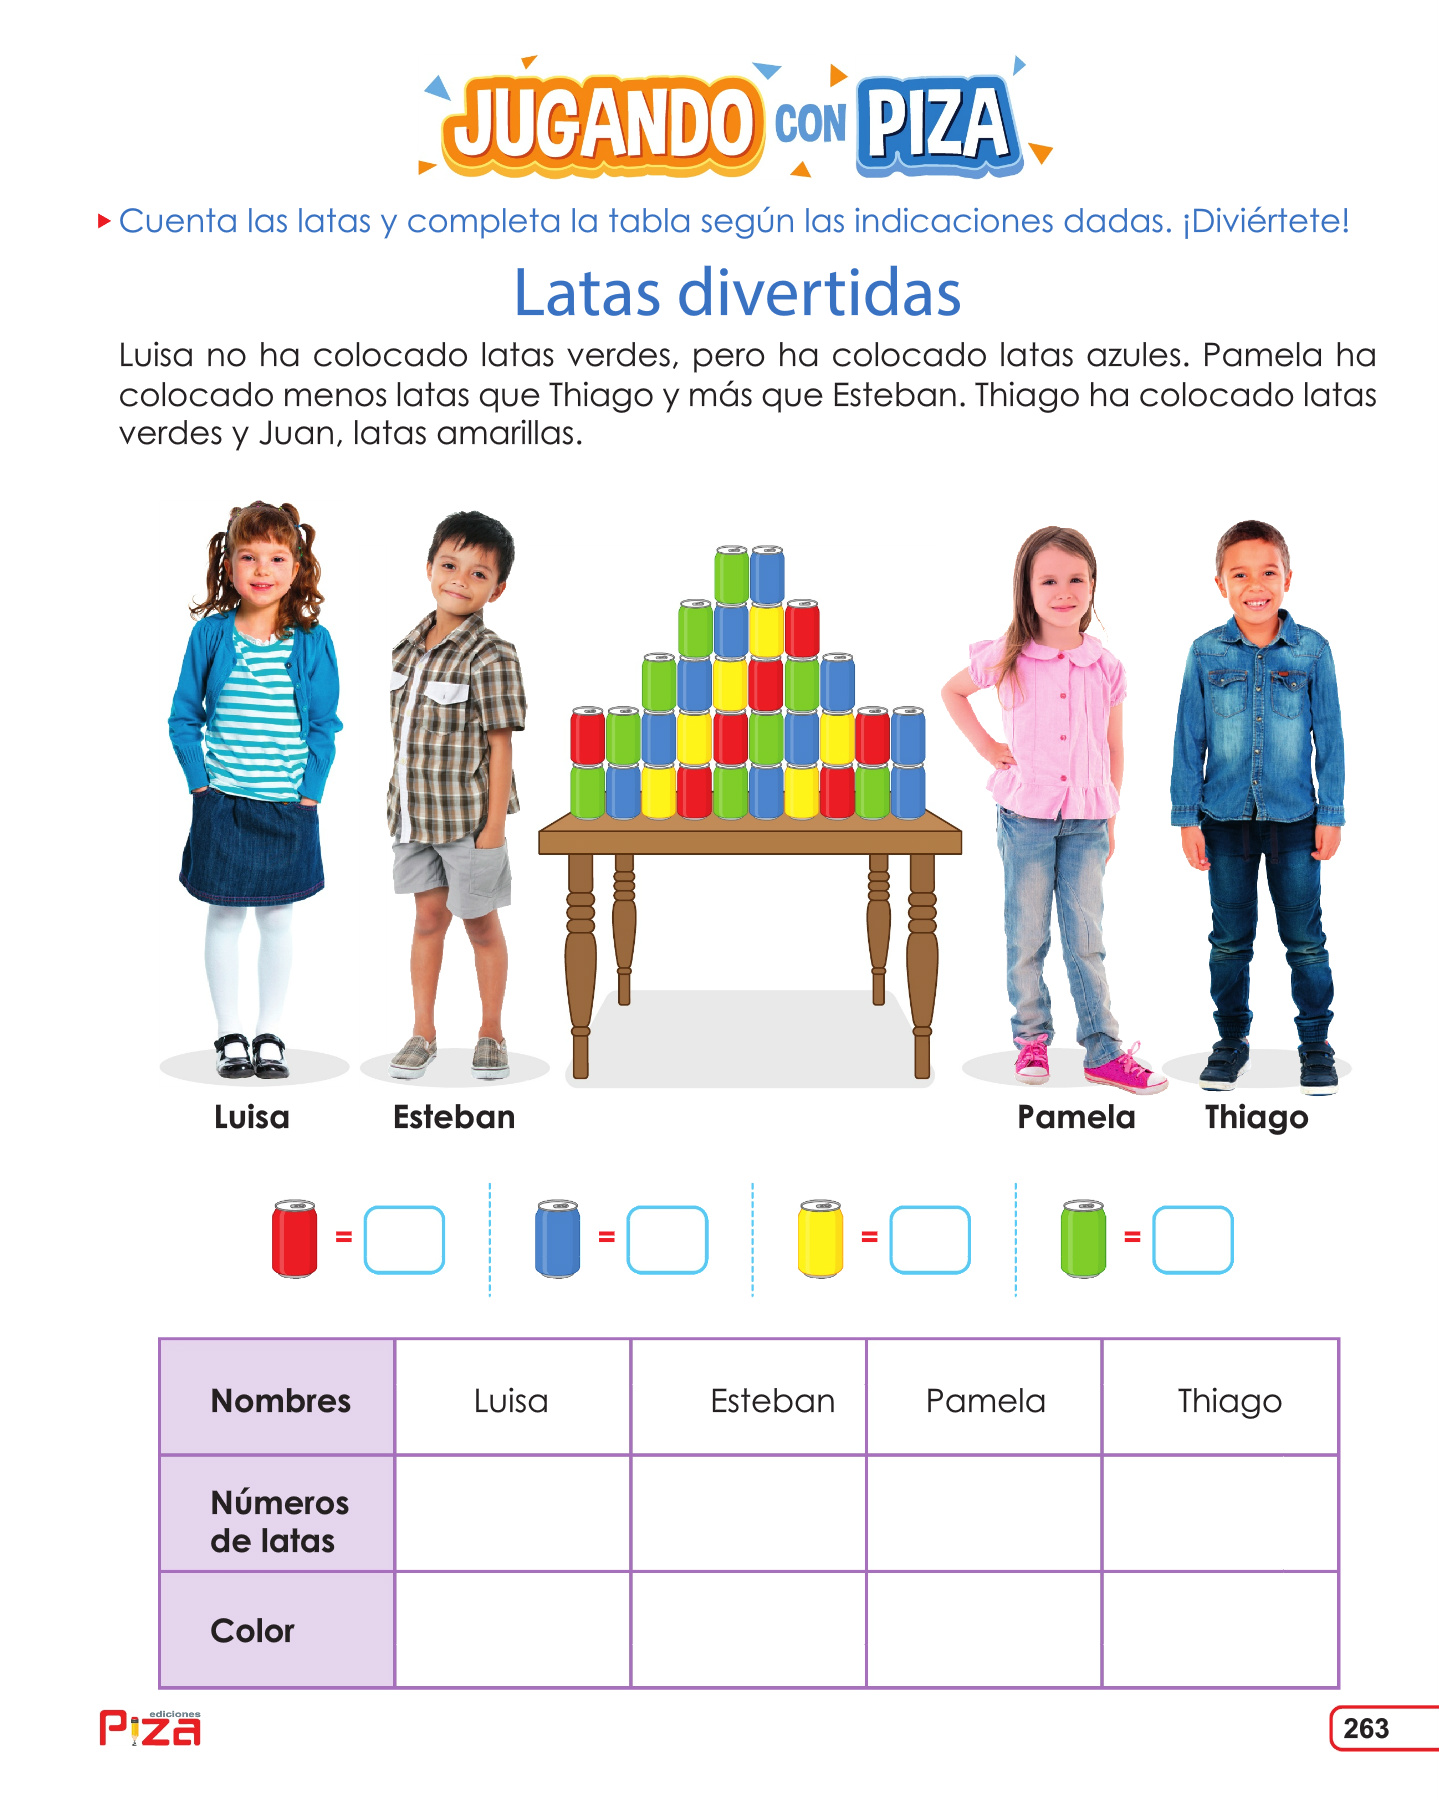 JUGANDO CON PIZA
Cuenta las latas y completa la tabla según las indicaciones dadas. ¡Diviértete!
Latas divertidas
Luisa no ha colocado latas verdes, pero ha colocado latas azules. Pamela ha
colocado menos latas que Thiago y más que Esteban. Thiago ha colocado latas
verdes y Juan, latas amarillas.
Luisa Esteban Pamela Thiago
= = = =
Nombres Luisa Esteban Pamela Thiago
Números
de latas
Color
ediciones
Piza
263